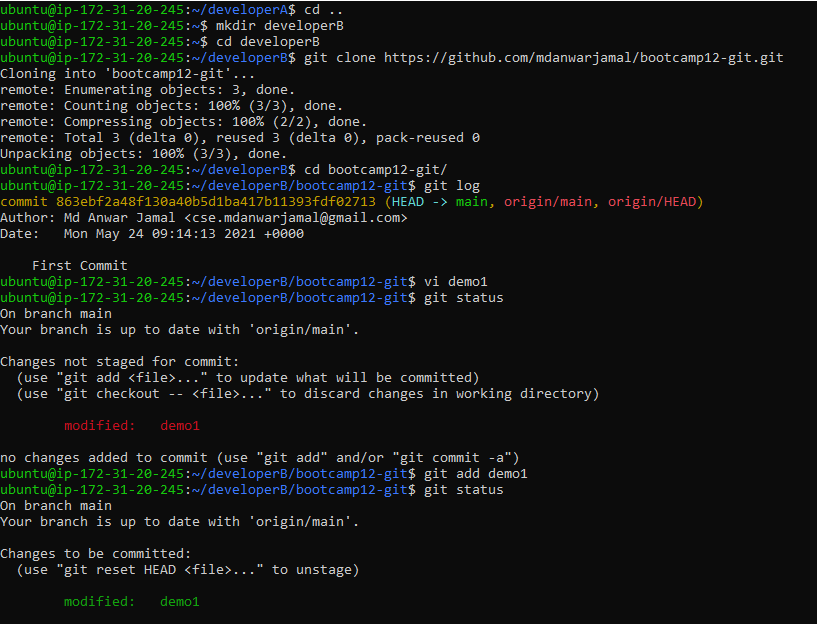 ubuntu@ip-172-31-20-245:~/developerA$ cd ..
ubuntu@ip-172-31-20-245:~$ mkdir developerB
ubuntu@ip-172-31-20-245:~$ cd developerB
ubuntu@ip-172-31-20-245:~/developerB$ git clone https://github.com/mdanwarjamal/bootcamp12-git.git
Cloning into 'bootcamp12-git'...
remote: Enumerating objects: 3, done.
remote: Counting objects: 100% (3/3), done.
remote: Compressing objects: 100% (2/2), done.
remote: Total 3 (delta 0), reused 3 (delta 0), pack-reused 0
Unpacking objects: 100% (3/3), done.
ubuntu@ip-172-31-20-245:~/developerB$ cd bootcamp12-git/
ubuntu@ip-172-31-20-245:~/developerB/bootcamp12-git$ git log
commit 863ebf2a48f130a40b5d1ba417b11393fdf02713 (HEAD -> main, origin/main, origin/HEAD)
Author: Md Anwar Jamal <cse.mdanwarjamal@gmail.com>
Date:   Mon May 24 09:14:13 2021 +0000

    First Commit
ubuntu@ip-172-31-20-245:~/developerB/bootcamp12-git$ vi demo1
ubuntu@ip-172-31-20-245:~/developerB/bootcamp12-git$ git status
On branch main
Your branch is up to date with 'origin/main'.

Changes not staged for commit:
  (use "git add <file>..." to update what will be committed)
  (use "git checkout -- <file>..." to discard changes in working directory)

        modified:   demo1

no changes added to commit (use "git add" and/or "git commit -a")
ubuntu@ip-172-31-20-245:~/developerB/bootcamp12-git$ git add demo1
ubuntu@ip-172-31-20-245:~/developerB/bootcamp12-git$ git status
On branch main
Your branch is up to date with 'origin/main'.

Changes to be committed:
  (use "git reset HEAD <file>..." to unstage)

        modified:   demo1